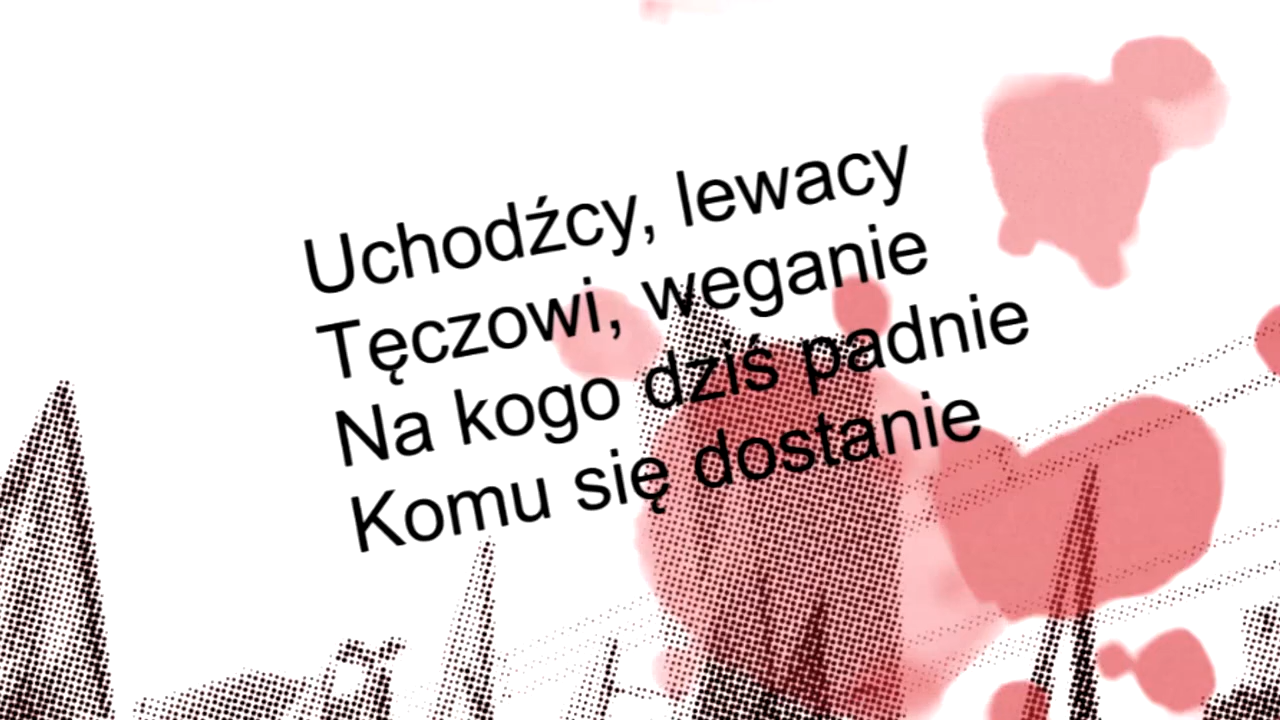 Uchodźcy, lewacy
Tęczowi, weganie
Na kogo dziś padnie
Komu się dostanie